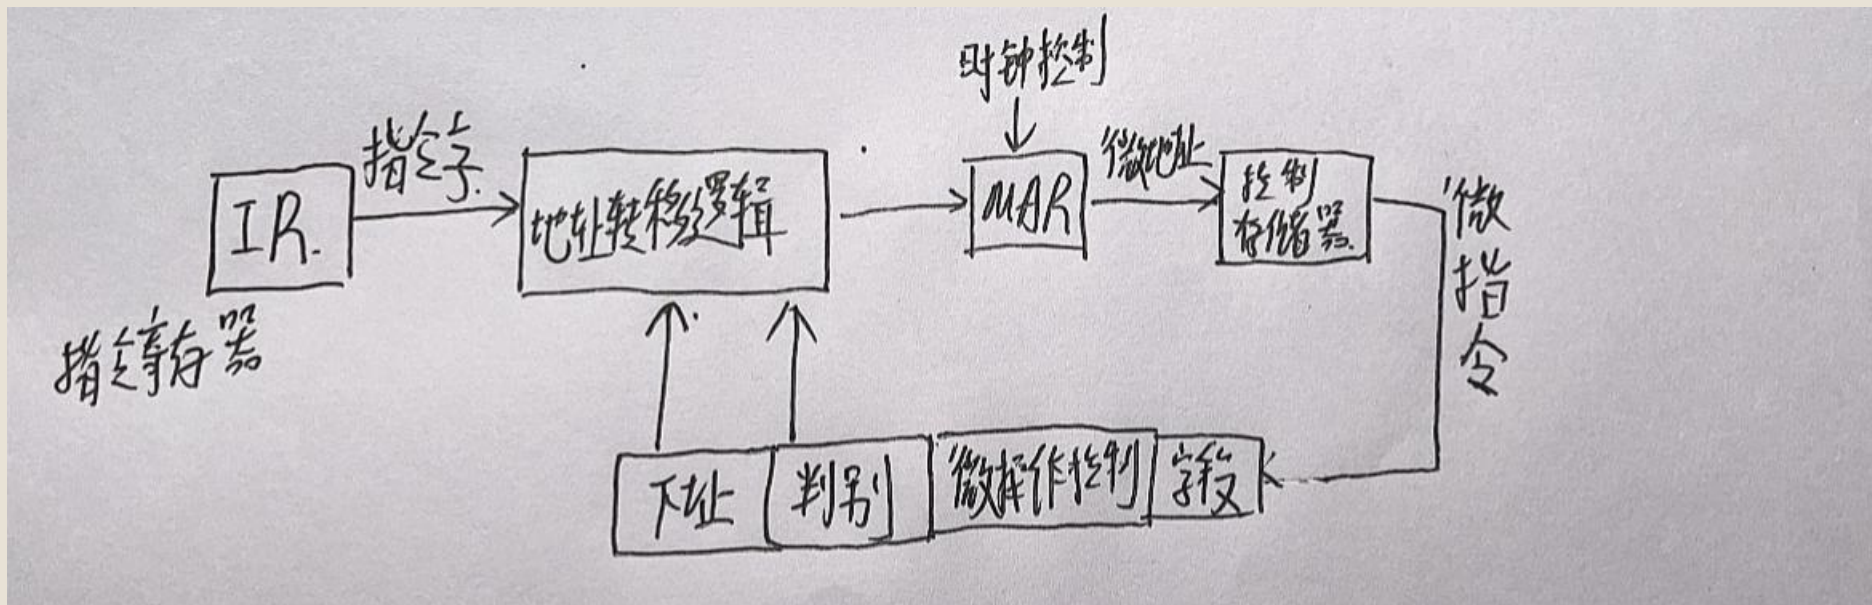 时钟控制
指令字
微地址
IR.
地址转移逻辑
MAR
控制
存储器
微指令
指令寄存器
下址
判别
微操作控制
字段